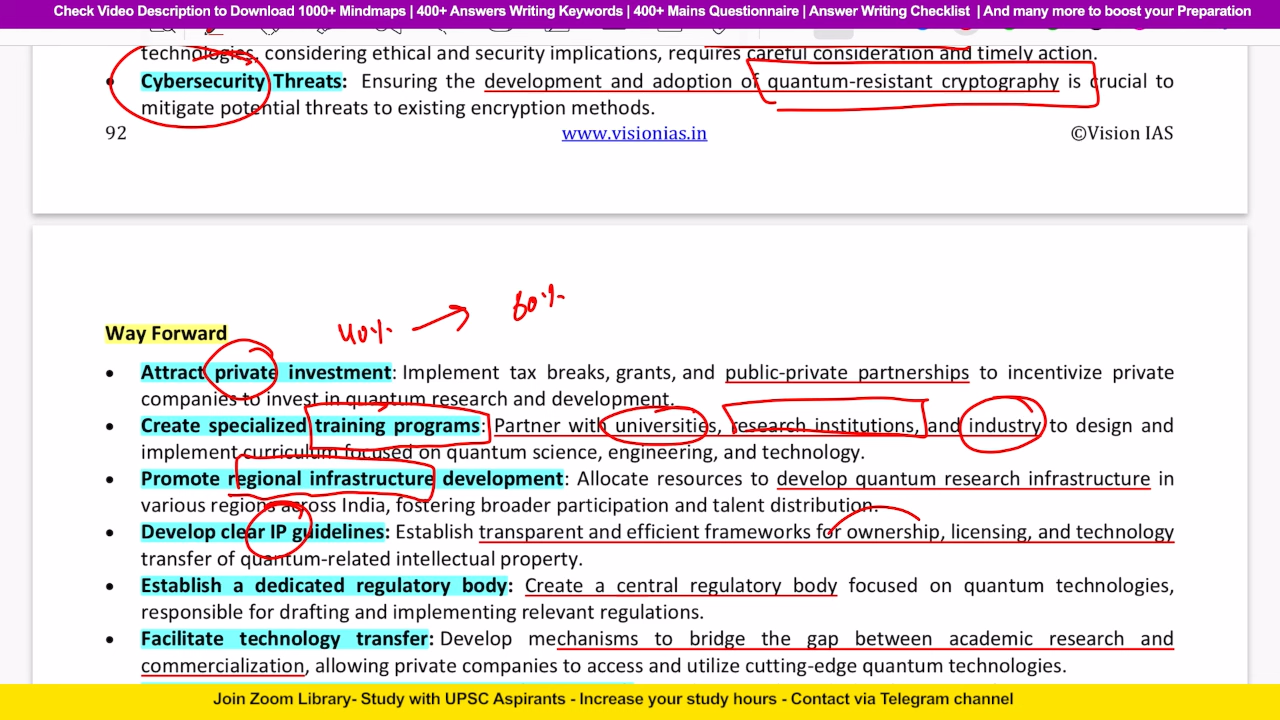 Check Video Description to Download 1000+ Mindmaps | 400+ Answers Writing Keywords | 400+ Mains Questionnaire | Answer Writing Checklist | And many more to boost your Preparation
technologies, considering ethical and security implications, requires careful consideration and timely action.
• Cybersecurity Threats: Ensuring the development and adoption of quantum-resistant cryptography is crucial to
mitigate potential threats to existing encryption methods.
92 www.visionias.in ©Vision IAS
40% → 60%
Way Forward
• Attract private investment: Implement tax breaks, grants, and public-private partnerships to incentivize private
companies to invest in quantum research and development.
• Create specialized training programs: Partner with universities, research institutions, and industry to design and
implement curriculum focused on quantum science, engineering, and technology.
• Promote regional infrastructure development: Allocate resources to develop quantum research infrastructure in
various regions across India, fostering broader participation and talent distribution.
• Develop clear IP guidelines: Establish transparent and efficient frameworks for ownership, licensing, and technology
transfer of quantum-related intellectual property.
• Establish a dedicated regulatory body: Create a central regulatory body focused on quantum technologies,
responsible for drafting and implementing relevant regulations.
• Facilitate technology transfer: Develop mechanisms to bridge the gap between academic research and
commercialization, allowing private companies to access and utilize cutting-edge quantum technologies.
Join Zoom Library- Study with UPSC Aspirants - Increase your study hours - Contact via Telegram channel